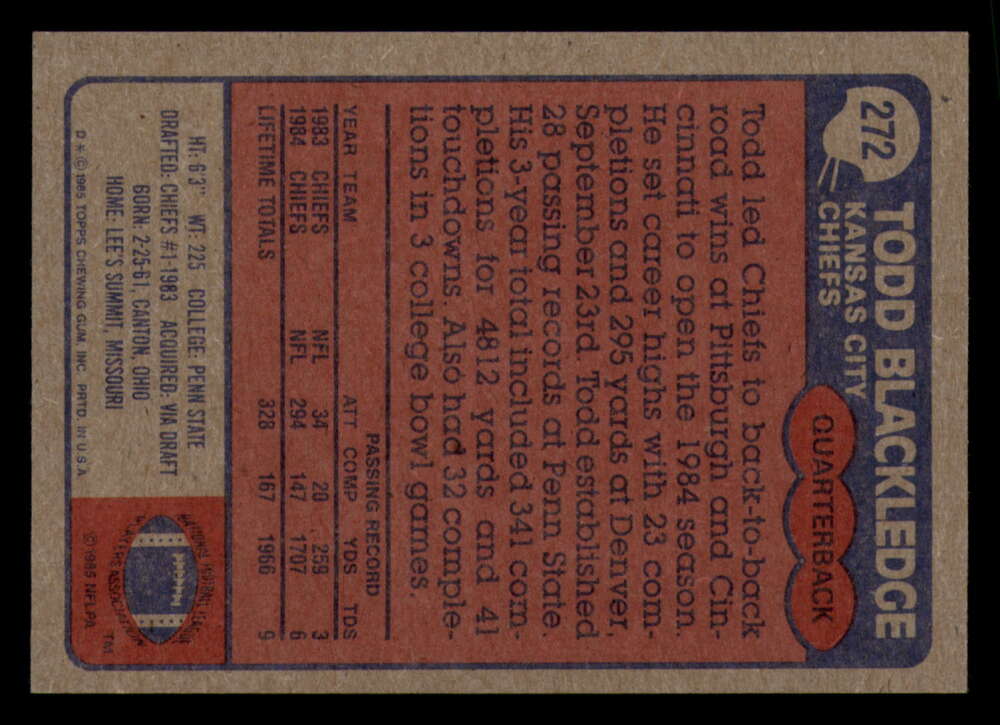 272
TODD BLACKLEDGE
KANSAS CITY
CHIEFS
QUARTERBACK
Todd led Chiefs to back-to-back
road wins at Pittsburgh and Cin-
cinnati to open the 1984 season.
He set career highs with 23 com-
pletions and 295 yards at Denver,
September 23rd. Todd established
28 passing records at Penn State.
His 3-year total included 341 com-
pletions for 4812 yards and 41
touchdowns. Also had 32 comple-
tions in 3 college bowl games.
PASSING RECORD
YEAR TEAM ATT COMP YDS TDS
1983 CHIEFS NFL 34 20 259 3
1984 CHIEFS NFL 294 147 1707 6
LIFETIME TOTALS 328 167 1966 9
HT: 6'3" WT: 225 COLLEGE: PENN STATE
DRAFTED: CHIEFS #1-1983 ACQUIRED: VIA DRAFT
BORN: 2-25-61, CANTON, OHIO
HOME: LEE'S SUMMIT, MISSOURI
D * © 1985 TOPPS CHEWING GUM, INC. PRTD. IN U.S.A.
NATIONAL FOOTBALL LEAGUE
PLAYERS ASSOCIATION
TM
© 1985 NFLPA